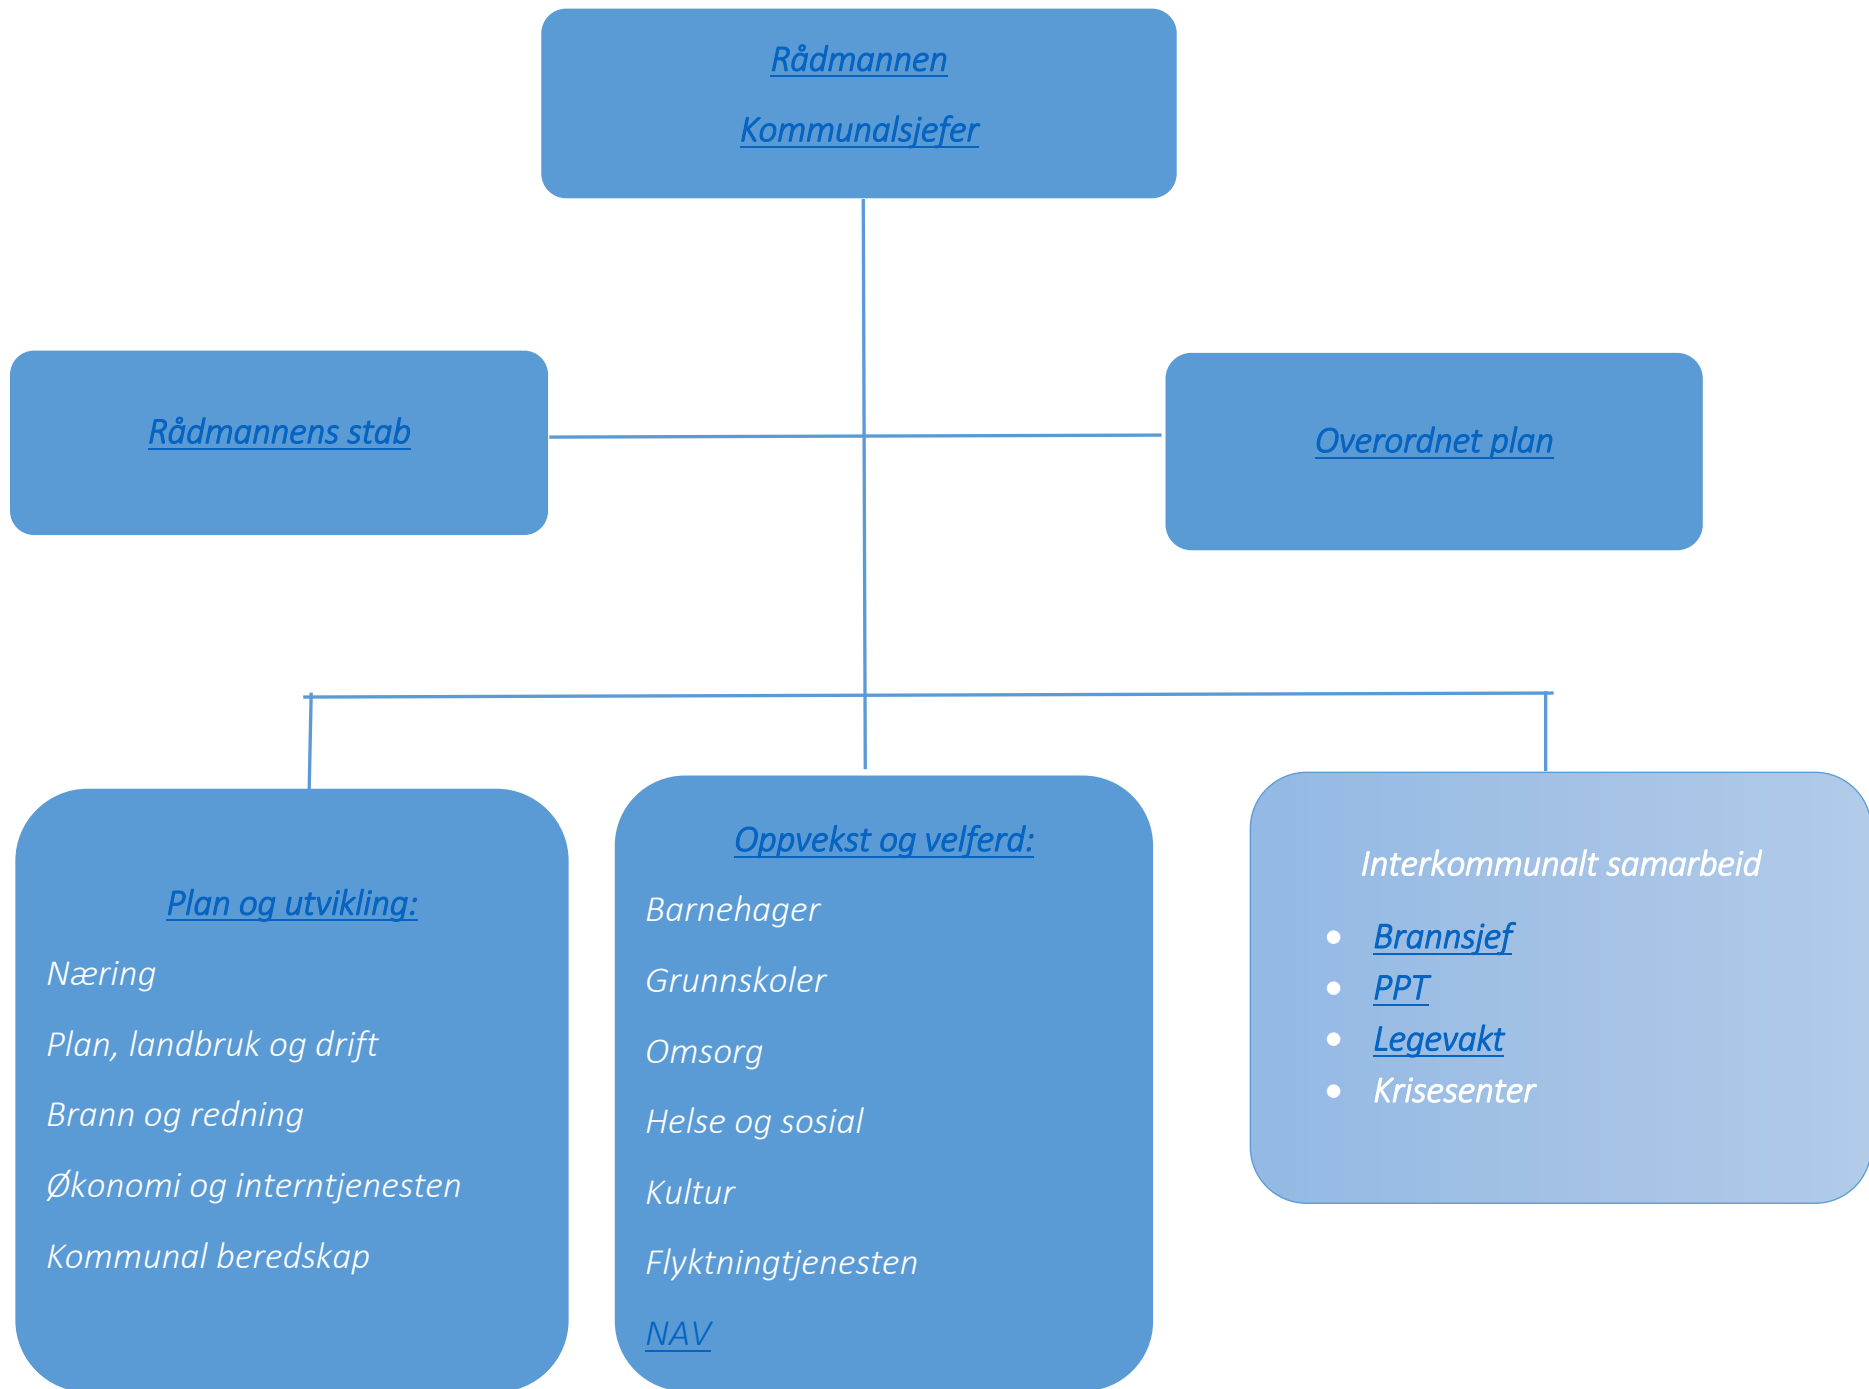 Rådmannen
Kommunalsjefer
Rådmannens stab
Overordnet plan
Plan og utvikling:
Næring
Plan, landbruk og drift
Brann og redning
Økonomi og interntjenesten
Kommunal beredskap
Oppvekst og velferd:
Barnehager
Grunnskoler
Omsorg
Helse og sosial
Kultur
Flyktningtjenesten
NAV
Interkommunalt samarbeid
• Brannsjef
• PPT
• Legevakt
• Krisesenter